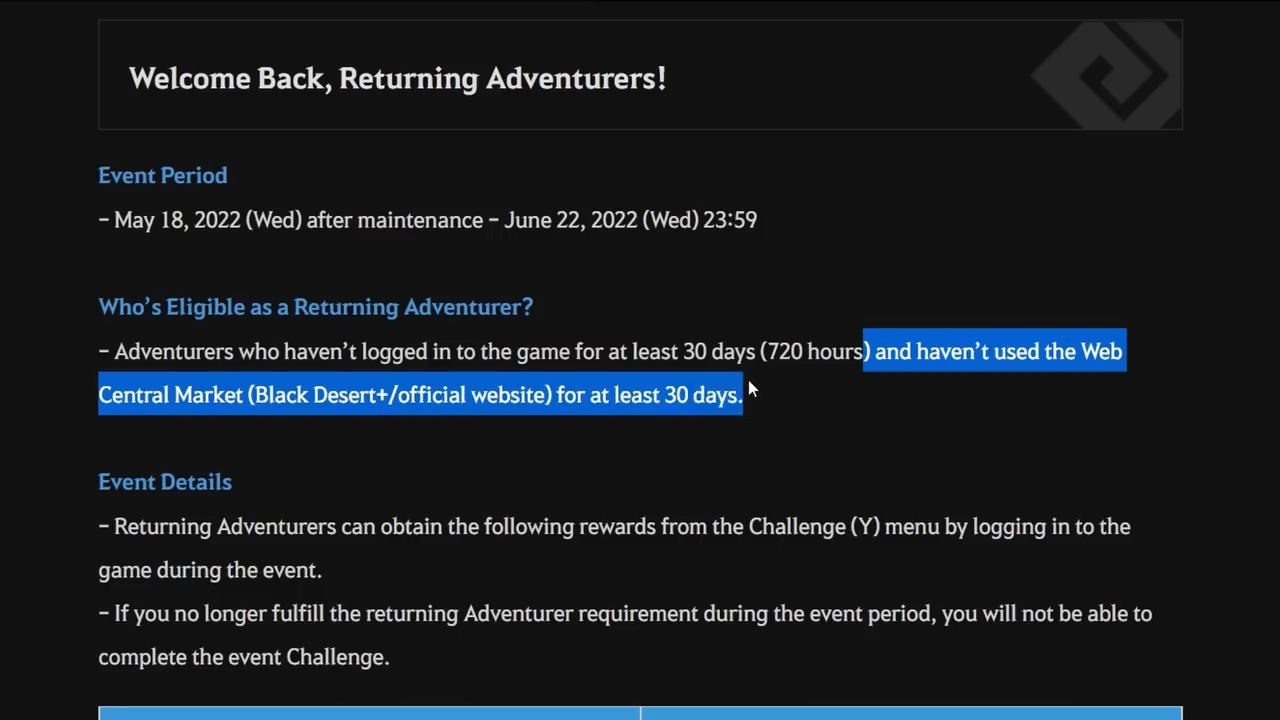 Welcome Back, Returning Adventurers!
Event Period
– May 18, 2022 (Wed) after maintenance – June 22, 2022 (Wed) 23:59
Who's Eligible as a Returning Adventurer?
– Adventurers who haven't logged in to the game for at least 30 days (720 hours) and haven't used the Web
Central Market (Black Desert+/official website) for at least 30 days.
Event Details
– Returning Adventurers can obtain the following rewards from the Challenge (Y) menu by logging in to the
game during the event.
– If you no longer fulfill the returning Adventurer requirement during the event period, you will not be able to
complete the event Challenge.